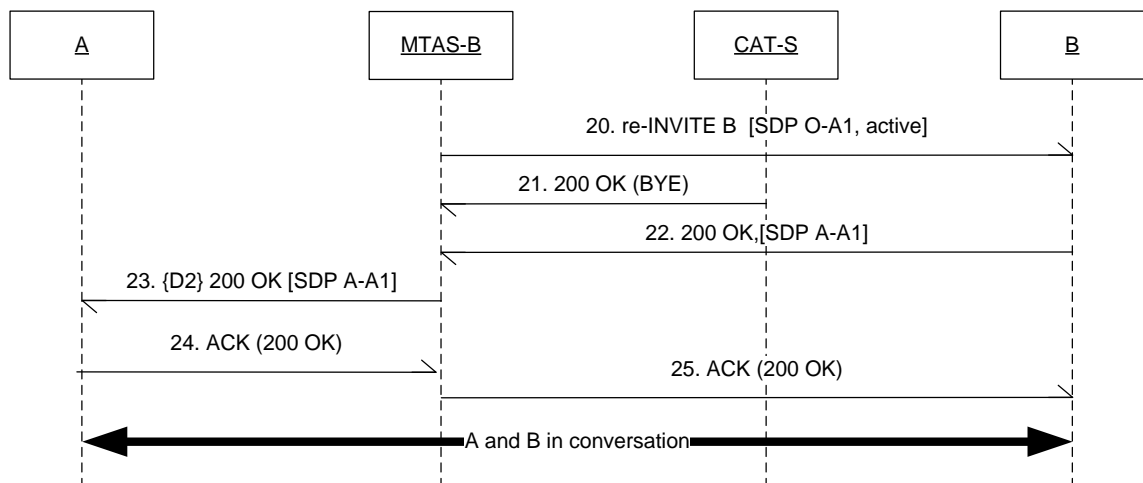 A
MTAS-B
CAT-S
B
20. re-INVITE B  [SDP O-A1, active]
21. 200 OK (BYE)
22. 200 OK,[SDP A-A1]
23. {D2} 200 OK [SDP A-A1]
24. ACK (200 OK)
25. ACK (200 OK)
A and B in conversation